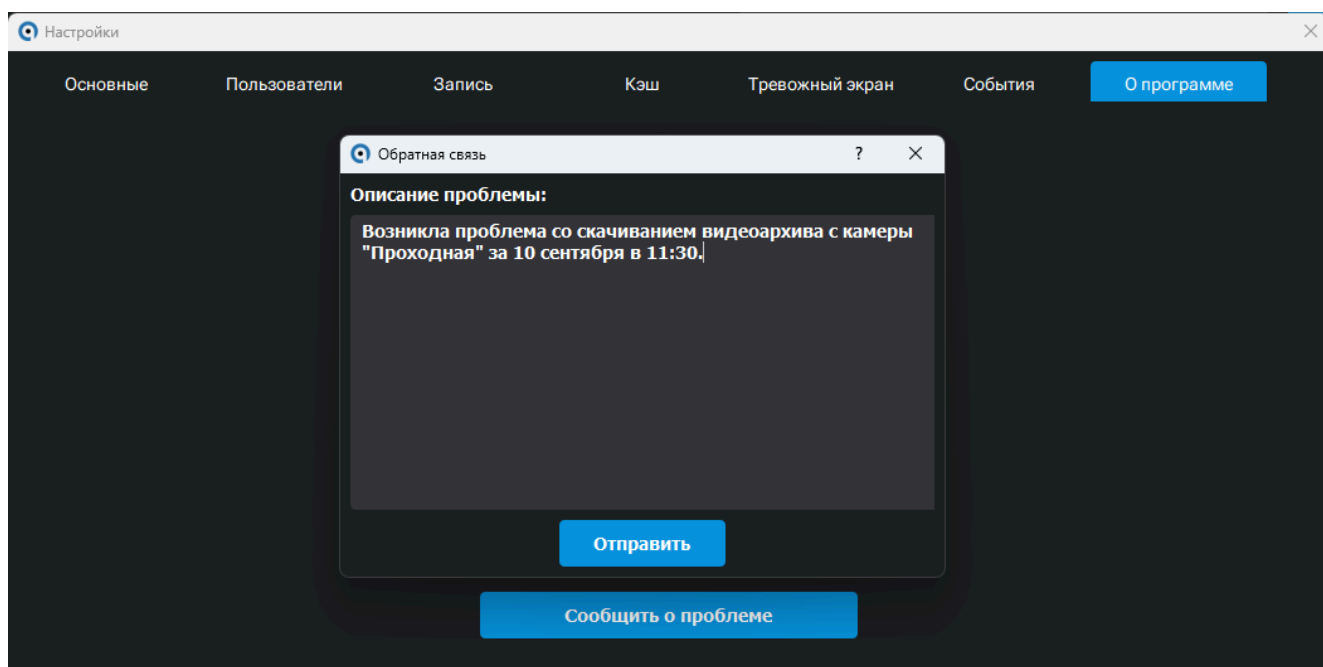 Настройки
Основные Пользователи Запись Кэш Тревожный экран События О программе
Обратная связь ?
Описание проблемы:
Возникла проблема со скачиванием видеоархива с камеры
"Проходная" за 10 сентября в 11:30.
Отправить
Сообщить о проблеме